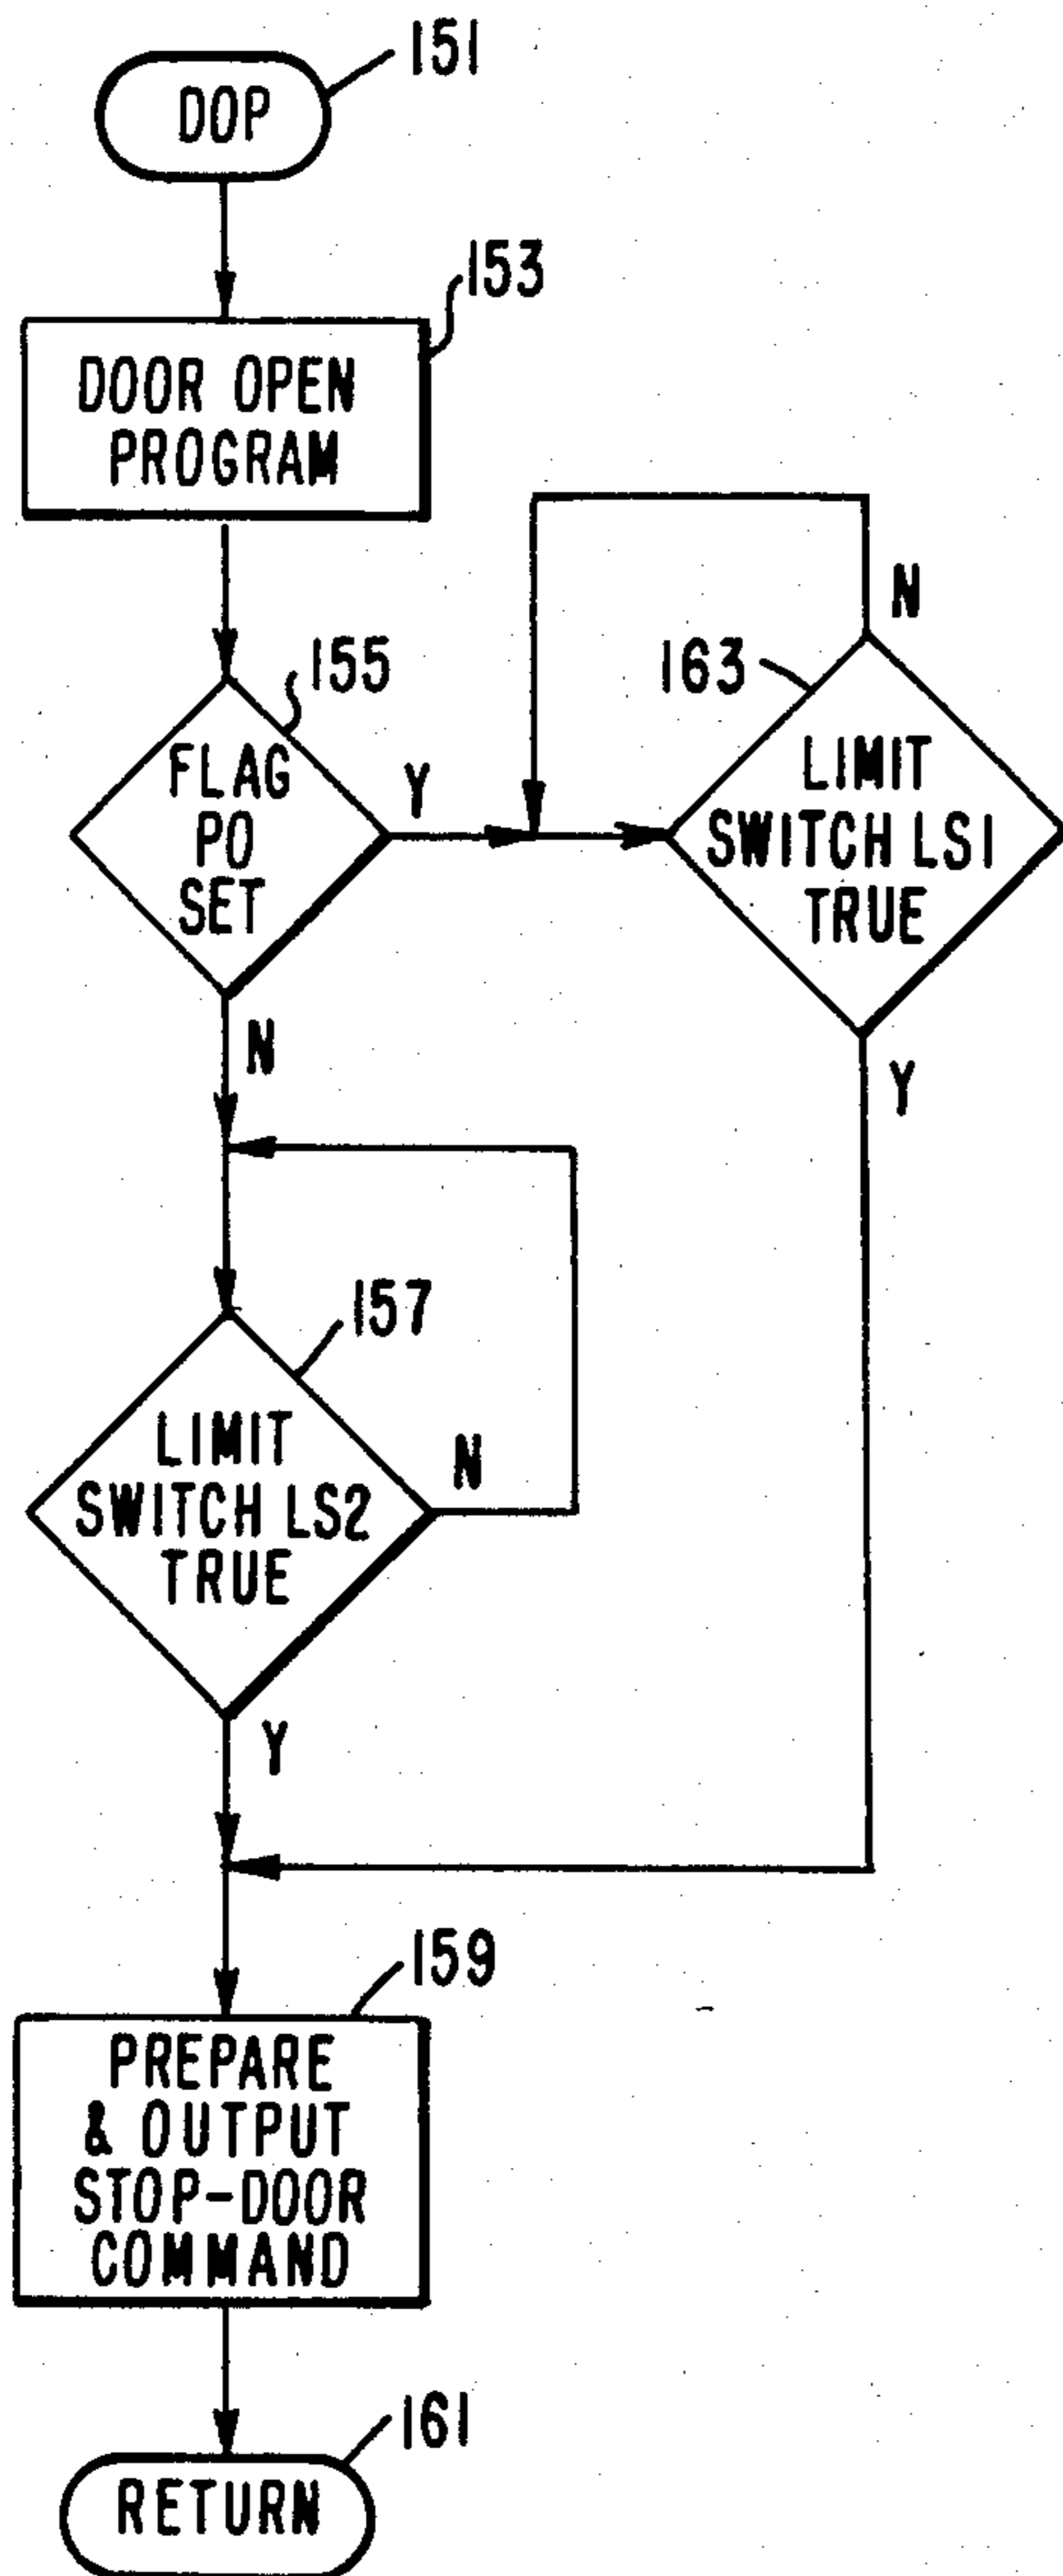 151
DOP
153
DOOR OPEN
PROGRAM
155
FLAG
PO
SET
Y
N
163
LIMIT
SWITCH LS1
TRUE
N
Y
157
LIMIT
SWITCH LS2
TRUE
N
Y
159
PREPARE
& OUTPUT
STOP-DOOR
COMMAND
161
RETURN